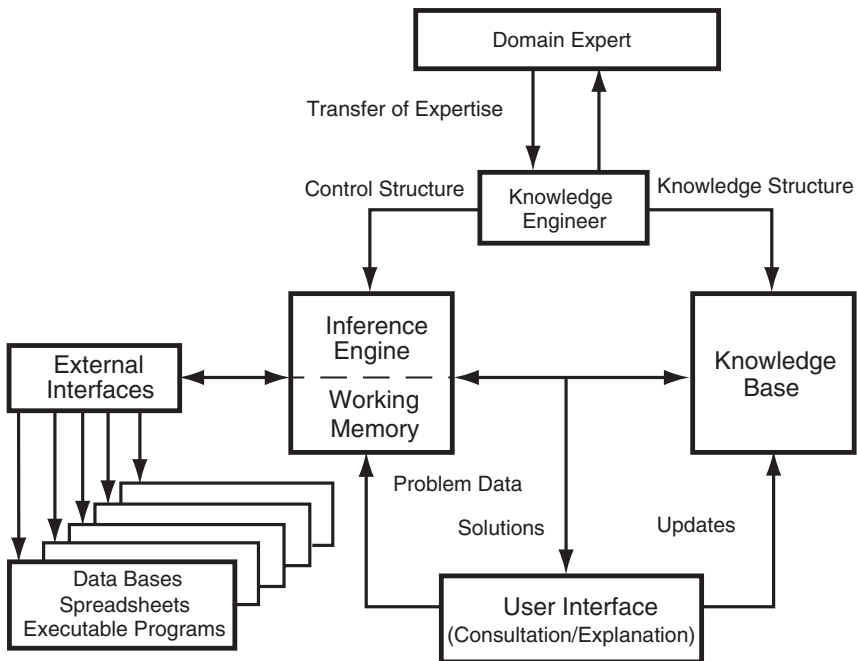 Domain Expert
Transfer of Expertise
Control Structure
Knowledge
Engineer
Knowledge Structure
Inference
Engine
Working
Memory
Knowledge
Base
External
Interfaces
Problem Data
Solutions
Updates
Data Bases
Spreadsheets
Executable Programs
User Interface
(Consultation/Explanation)